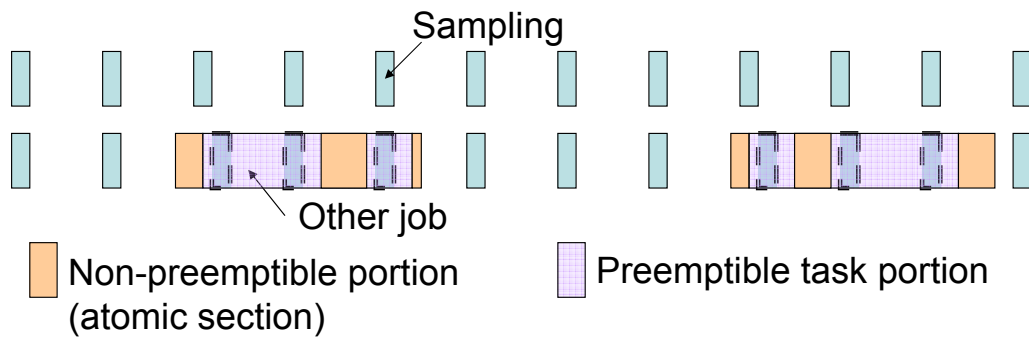 Sampling
Other job
Non-preemptible portion
(atomic section)
Preemptible task portion